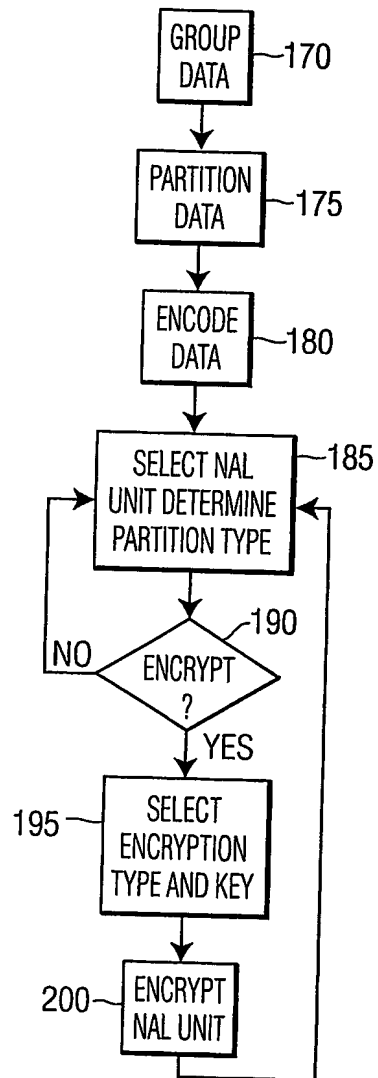 GROUP
DATA
170
PARTITION
DATA
175
ENCODE
DATA
180
185
SELECT NAL
UNIT DETERMINE
PARTITION TYPE
190
NO
ENCRYPT
?
YES
195
SELECT
ENCRYPTION
TYPE AND KEY
200
ENCRYPT
NAL UNIT